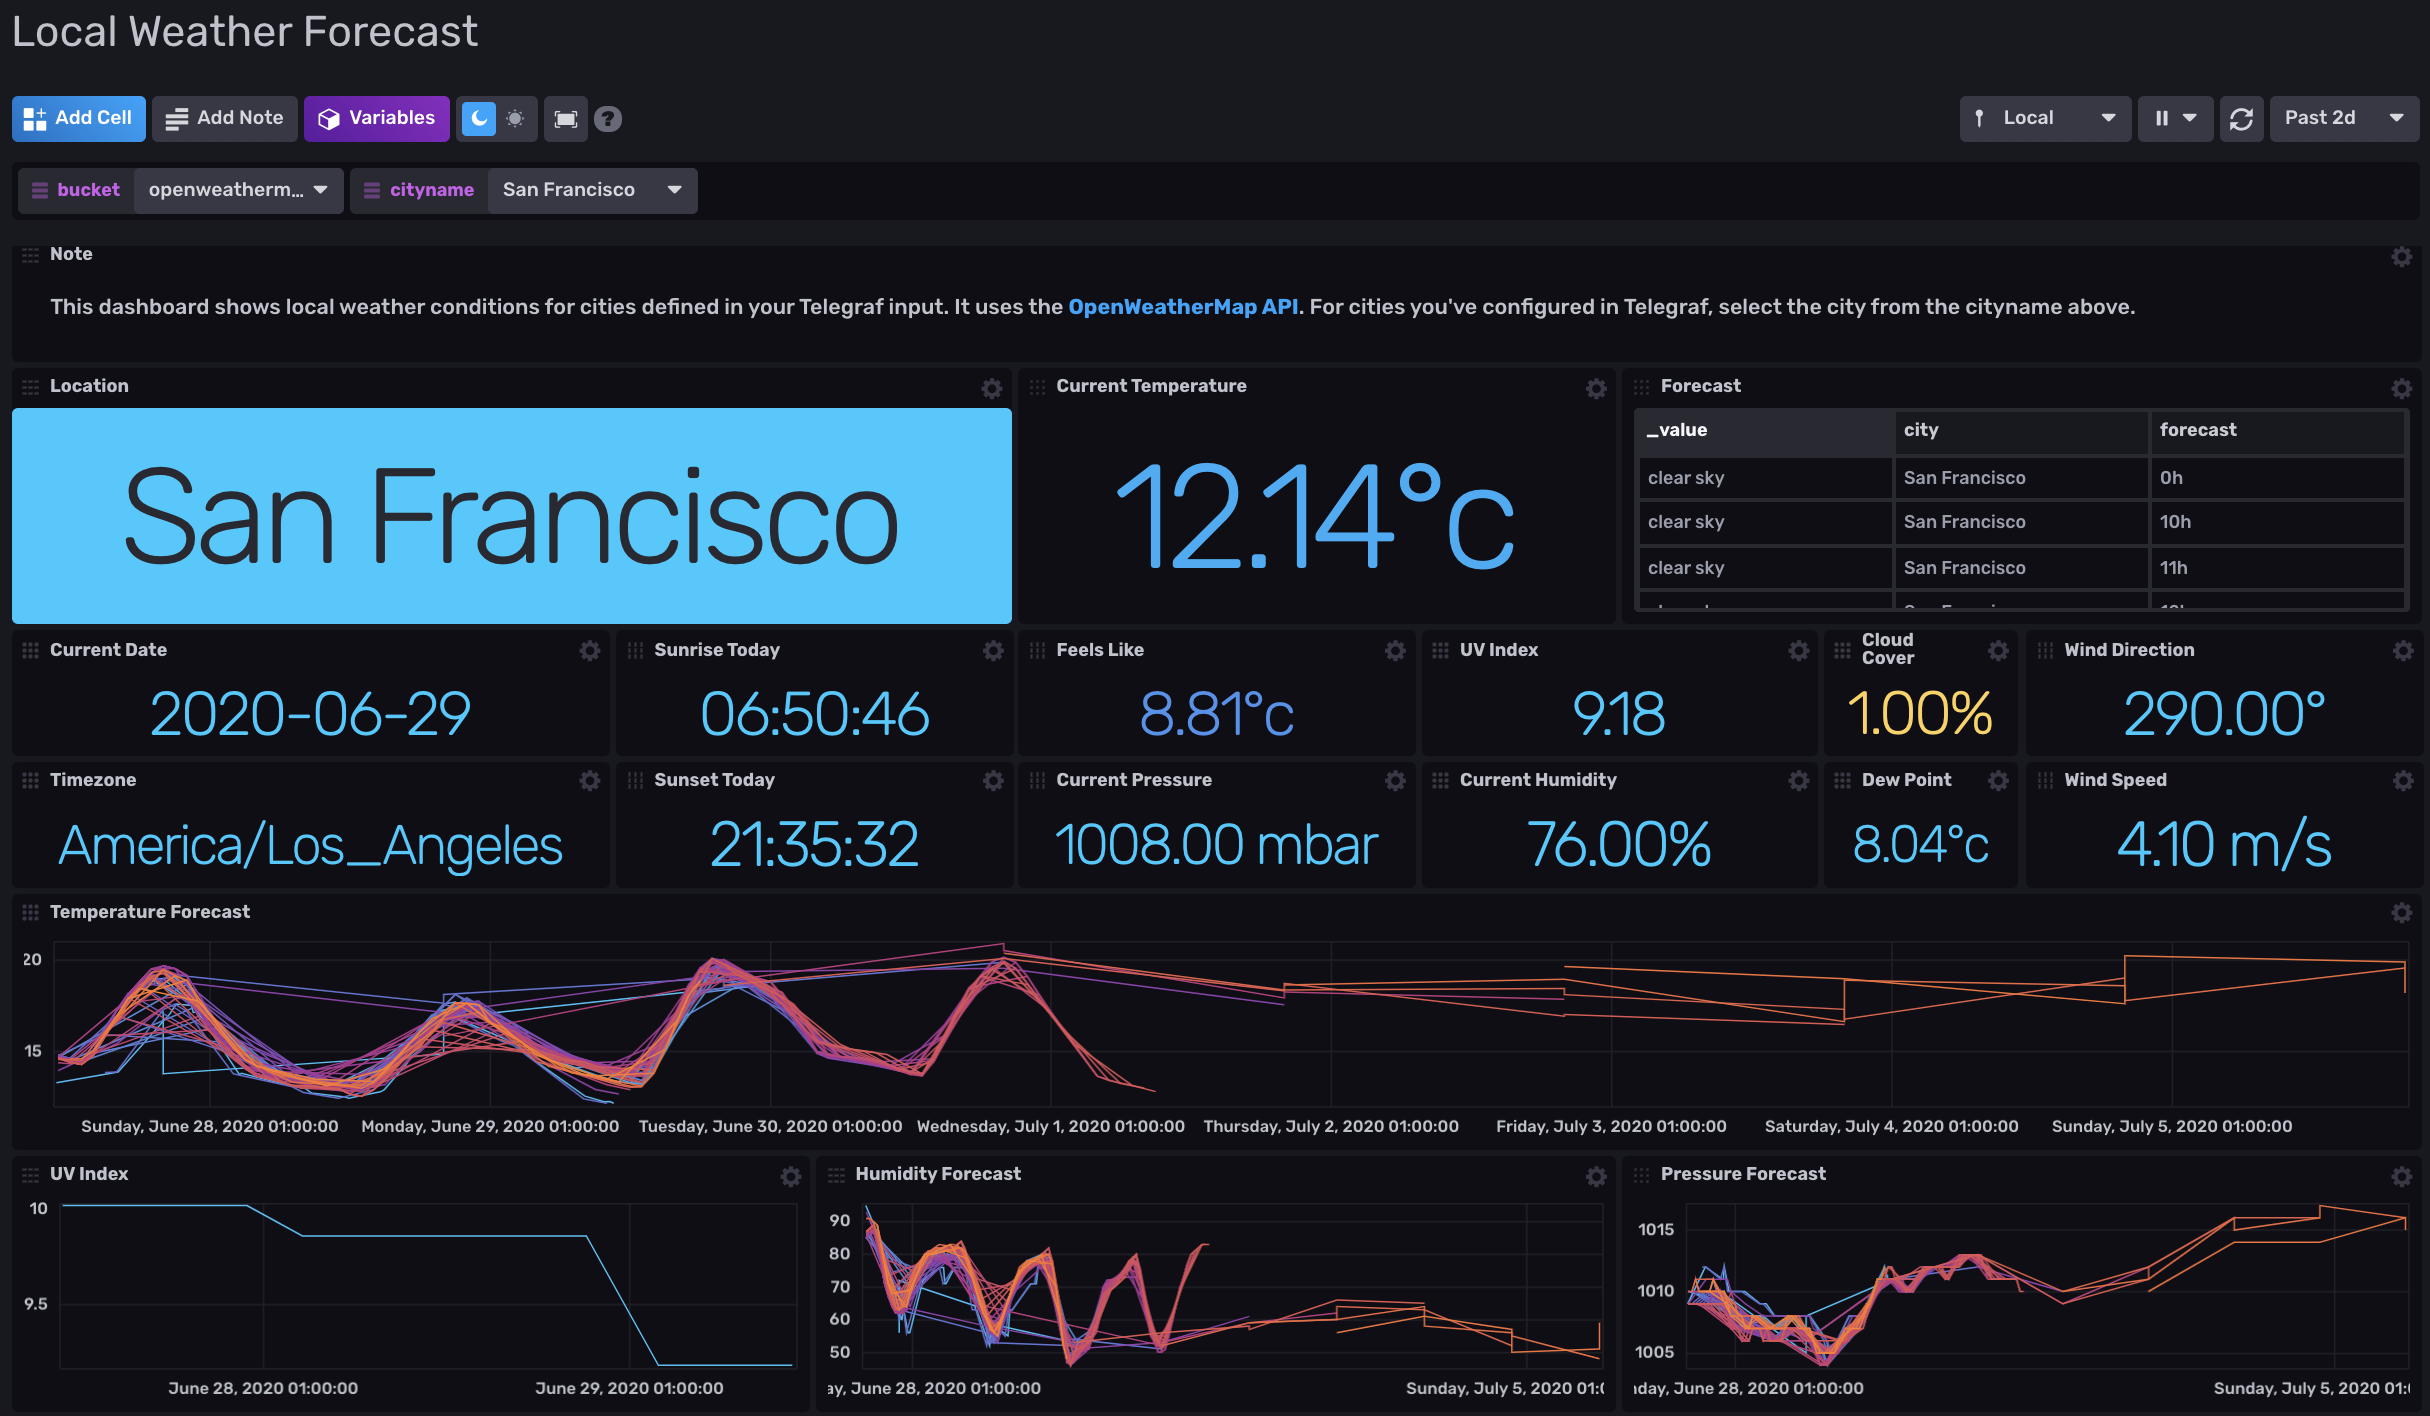 Local Weather Forecast
Add Cell Add Note Variables ? Local Past 2d
bucket openweatherm... cityname San Francisco
Note
This dashboard shows local weather conditions for cities defined in your Telegraf input. It uses the OpenWeatherMap API. For cities you've configured in Telegraf, select the city from the cityname above.
Location Current Temperature Forecast
San Francisco
12.14°c
_value city forecast
clear sky San Francisco 0h
clear sky San Francisco 10h
clear sky San Francisco 11h
Current Date Sunrise Today Feels Like UV Index Cloud Cover Wind Direction
2020-06-29 06:50:46 8.81°c 9.18 1.00% 290.00°
Timezone Sunset Today Current Pressure Current Humidity Dew Point Wind Speed
America/Los_Angeles 21:35:32 1008.00 mbar 76.00% 8.04°c 4.10 m/s
Temperature Forecast
20
15
Sunday, June 28, 2020 01:00:00 Monday, June 29, 2020 01:00:00 Tuesday, June 30, 2020 01:00:00 Wednesday, July 1, 2020 01:00:00 Thursday, July 2, 2020 01:00:00 Friday, July 3, 2020 01:00:00 Saturday, July 4, 2020 01:00:00 Sunday, July 5, 2020 01:00:00
UV Index
10
9.5
June 28, 2020 01:00:00 June 29, 2020 01:00:00
Humidity Forecast
90
80
70
60
50
ay, June 28, 2020 01:00:00 Sunday, July 5, 2020 01:
Pressure Forecast
1015
1010
1005
day, June 28, 2020 01:00:00 Sunday, July 5, 2020 01: